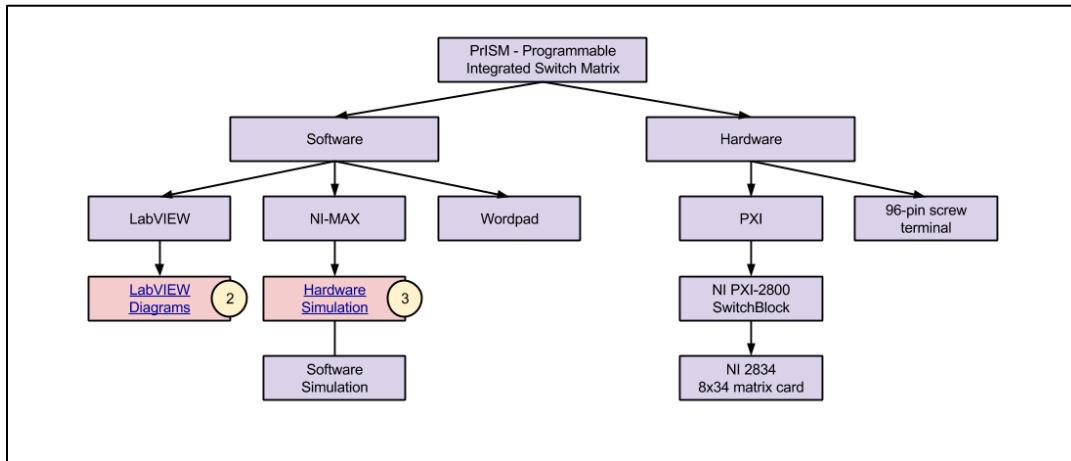 PrISM - Programmable
Integrated Switch Matrix
Software
Hardware
LabVIEW
NI-MAX
Wordpad
PXI
96-pin screw
terminal
LabVIEW
Diagrams
2
Hardware
Simulation
3
NI PXI-2800
SwitchBlock
Software
Simulation
NI 2834
8x34 matrix card